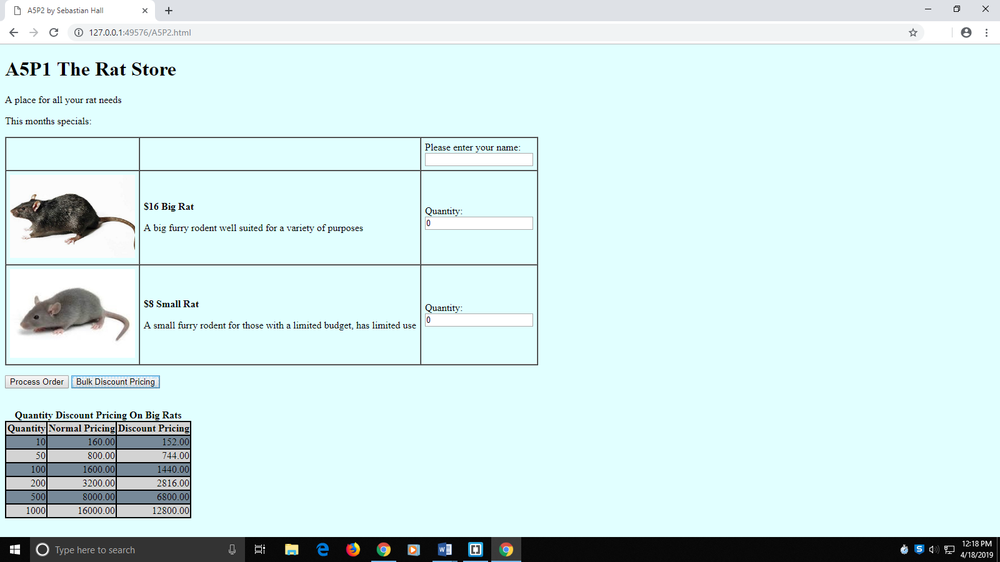 A5P2 by Sebastian Hall
127.0.0.1:49576/A5P2.html
A5P1 The Rat Store
A place for all your rat needs
This months specials:
Please enter your name:
$16 Big Rat
A big furry rodent well suited for a variety of purposes
Quantity:
0
$8 Small Rat
A small furry rodent for those with a limited budget, has limited use
Quantity:
0
Process Order Bulk Discount Pricing
Quantity Discount Pricing On Big Rats
Quantity Normal Pricing Discount Pricing
10 160.00 152.00
50 800.00 744.00
100 1600.00 1440.00
200 3200.00 2816.00
500 8000.00 6800.00
1000 16000.00 12800.00
Type here to search
12:18 PM
4/18/2019